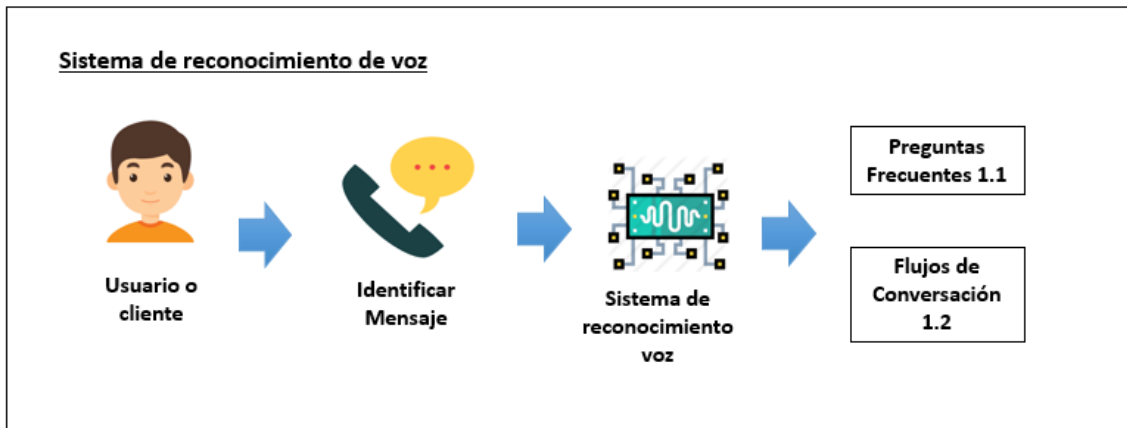 Sistema de reconocimiento de voz
Usuario o
cliente
Identificar
Mensaje
Sistema de
reconocimiento
voz
Preguntas
Frecuentes 1.1
Flujos de
Conversación
1.2